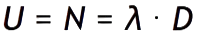 U = N = λ · D